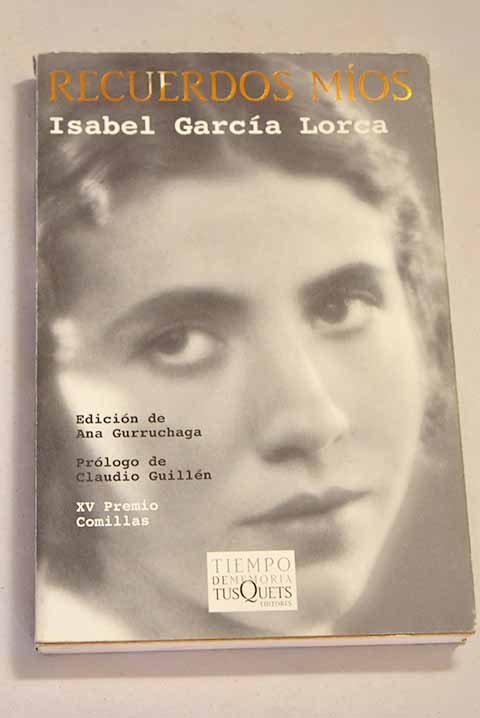 RECUERDOS MÍOS
Isabel García Lorca
Edición de
Ana Gurruchaga
Prólogo de
Claudio Guillén
XV Premio
Comillas
TIEMPO
DE MEMORIA
TUSQUETS
EDITORES